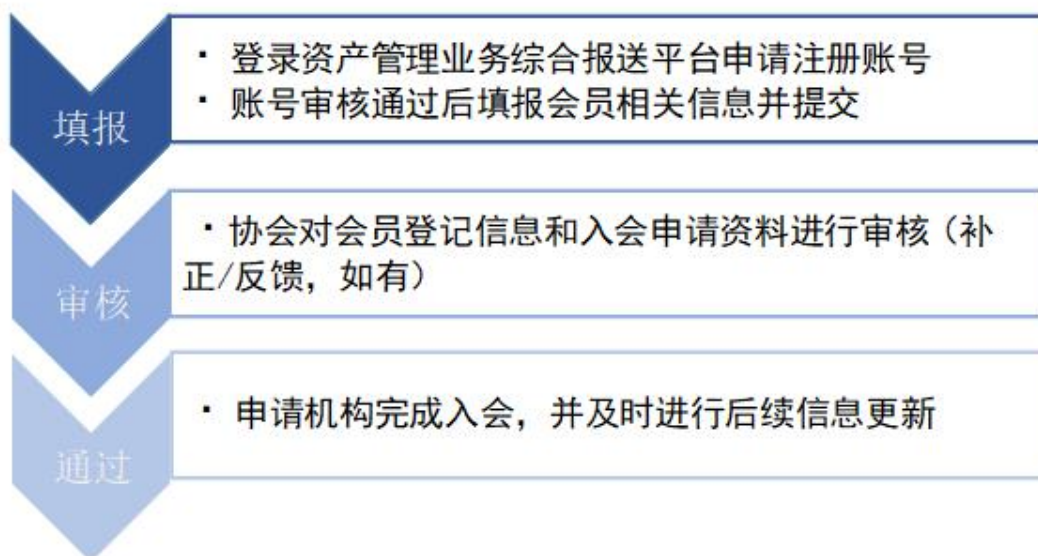 填报
· 登录资产管理业务综合报送平台申请注册账号
· 账号审核通过后填报会员相关信息并提交
审核
· 协会对会员登记信息和入会申请资料进行审核（补
正/反馈，如有）
通过
· 申请机构完成入会，并及时进行后续信息更新